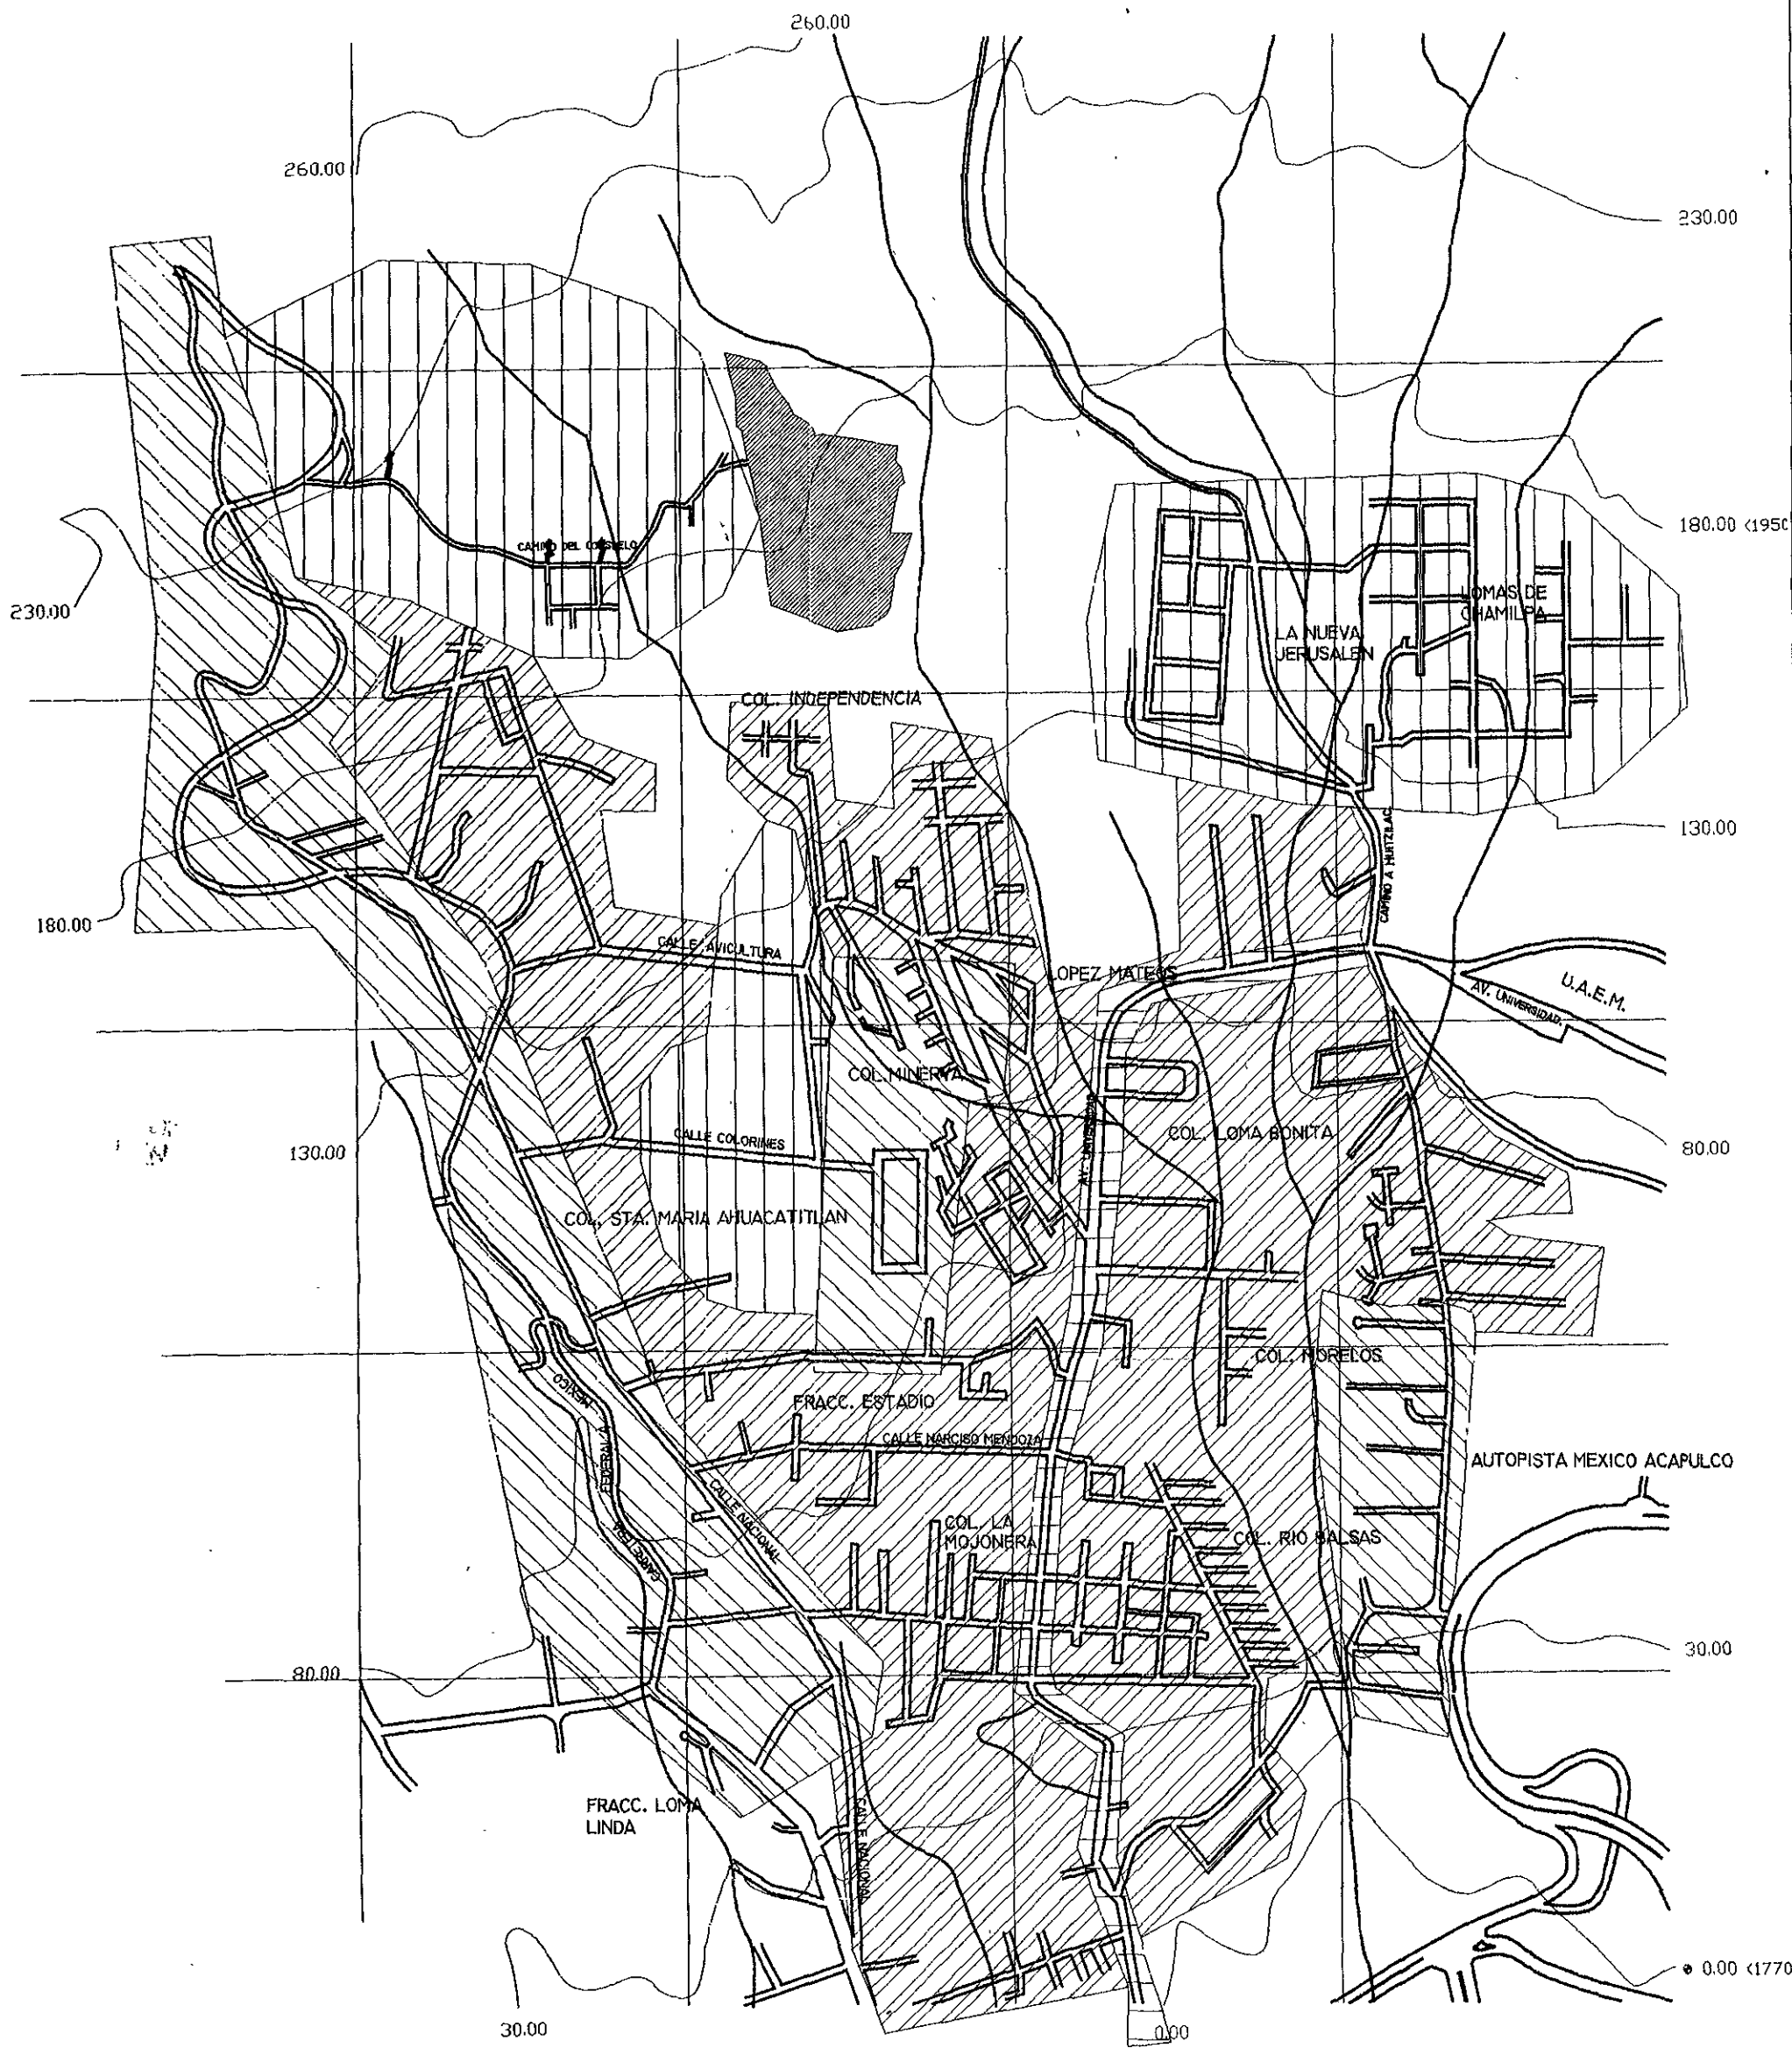 260.00
260.00
230.00
180.00 <1950
230.00
CAMINO DEL CONSUELO
LOMAS DE
CHAMILPA
LA NUEVA
JERUSALEN
COL. INDEPENDENCIA
130.00
CAMINO A HUITZILAC
180.00
CALLE AVICULTURA
LOPEZ MATEOS
U.A.E.M.
AV. UNIVERSIDAD.
COL. MINERVA
AV. UNIVERSIDAD
COL. LOMA BONITA
130.00
CALLE COLORINES
80.00
COL. STA. MARIA AHUACATITLAN
COL. MORELOS
MEXICO
FRACC. ESTADIO
CALLE NARCISO MENDOZA
FEDERAL A
AUTOPISTA MEXICO ACAPULCO
CALLE NACIONAL
COL. LA
MOJONERA
CARRETERA
COL. RIO BALSAS
30.00
80.00
FRACC. LOMA
LINDA
CALLE NACIONAL
0.00 <1770
30.00
0.00